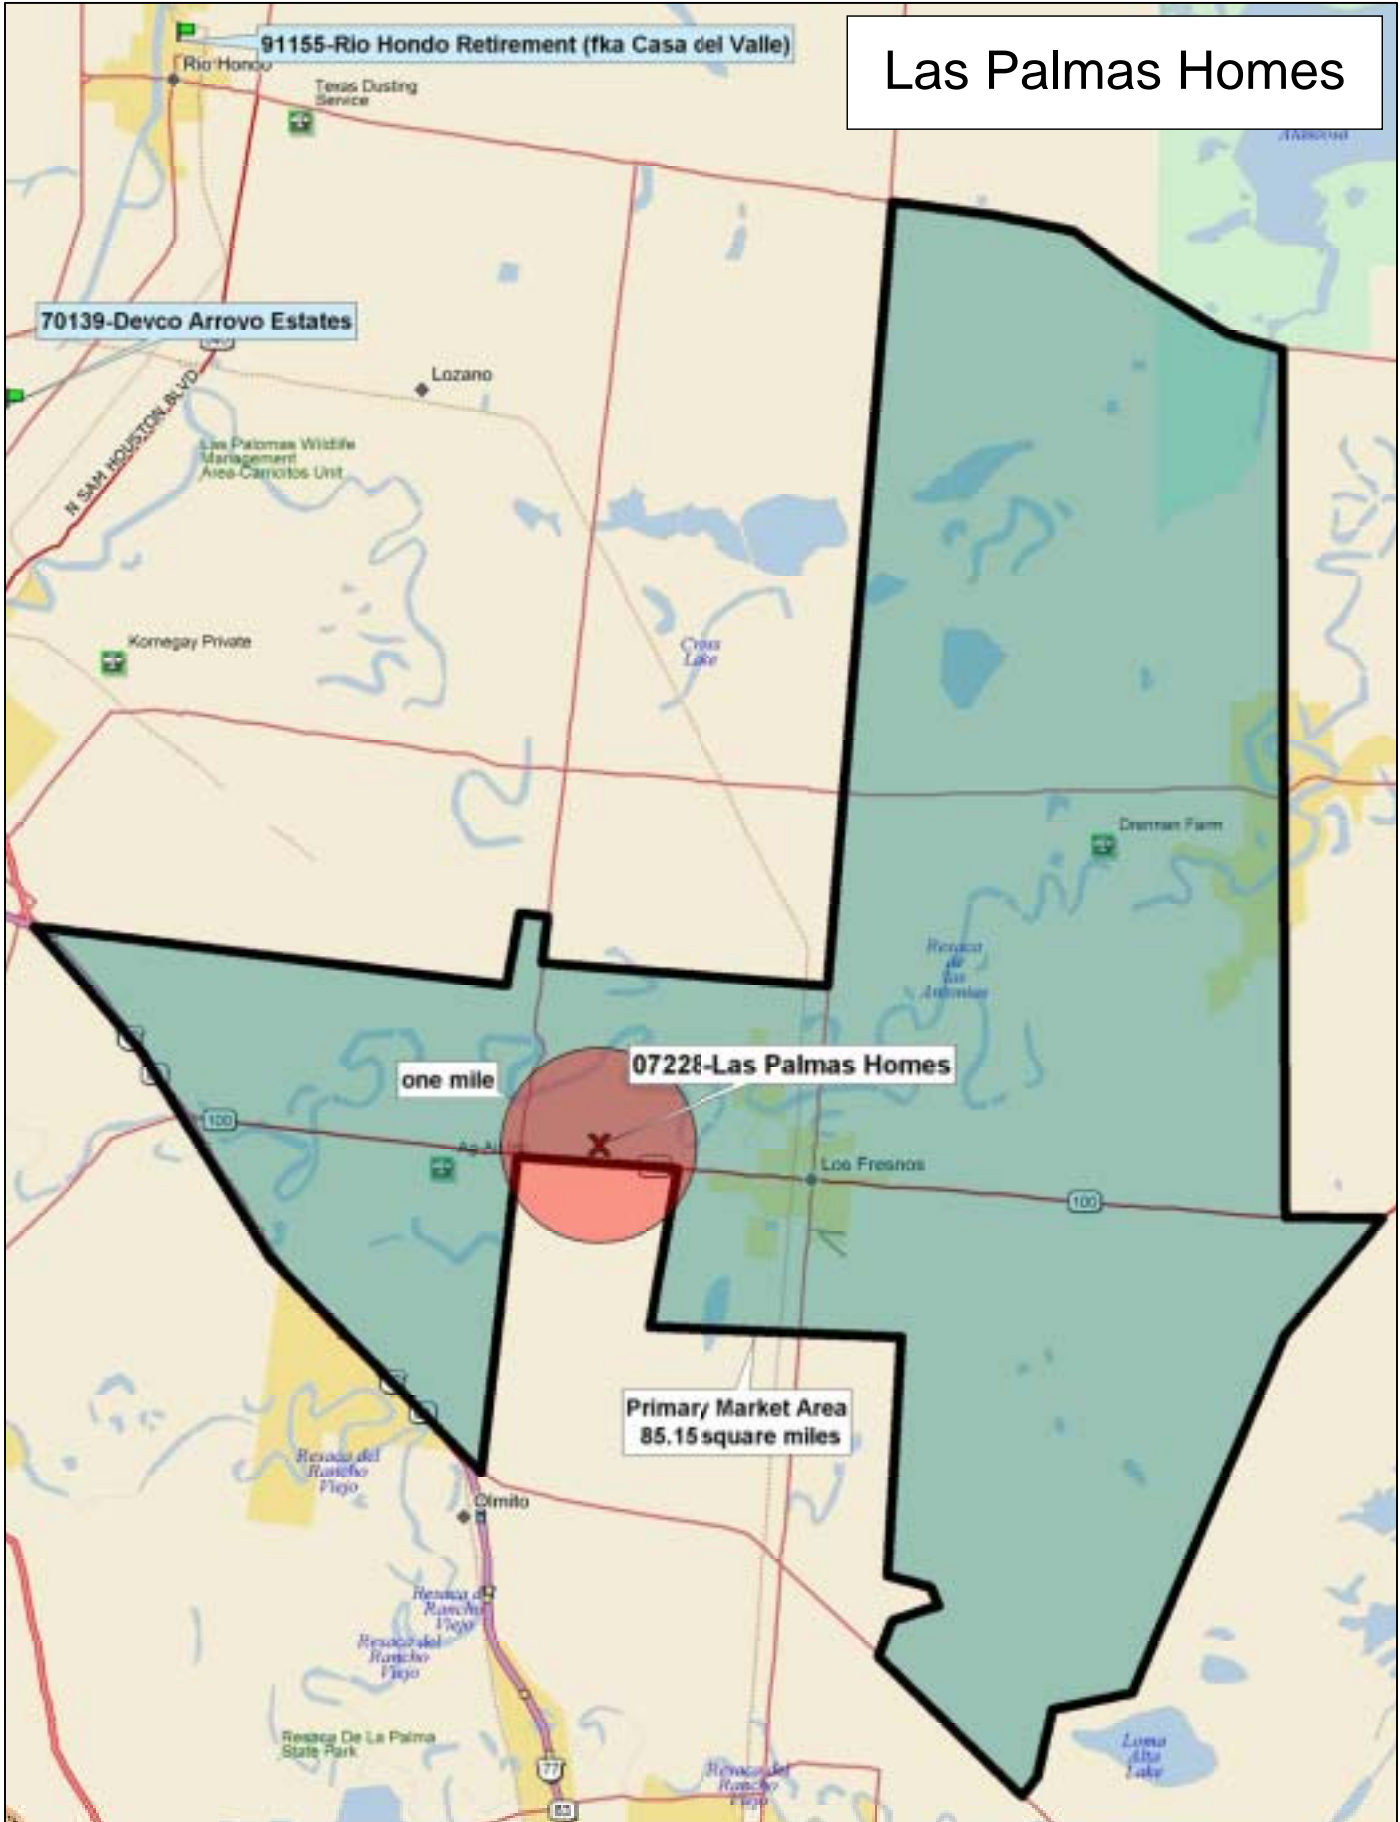 Las Palmas Homes
91155-Rio Hondo Retirement (fka Casa del Valle)
Rio Hondo
Texas Dusting
Service
70139-Devco Arroyo Estates
Lozano
N SAM HOUSTON BLVD
Las Palomas Wildlife
Management
Area-Carricitos Unit
Kornegay Private
Cross
Lake
Drennan Farm
Resaca
de
los
Antonias
07228-Las Palmas Homes
one mile
100
Los Fresnos
100
Primary Market Area
85.15 square miles
Resaca del
Rancho
Viejo
Olmito
Rancho
Viejo
Resaca del
Rancho
Viejo
Resaca De La Palma
State Park
77
83
Resaca del
Rancho
Viejo
Loma
Alta
Lake